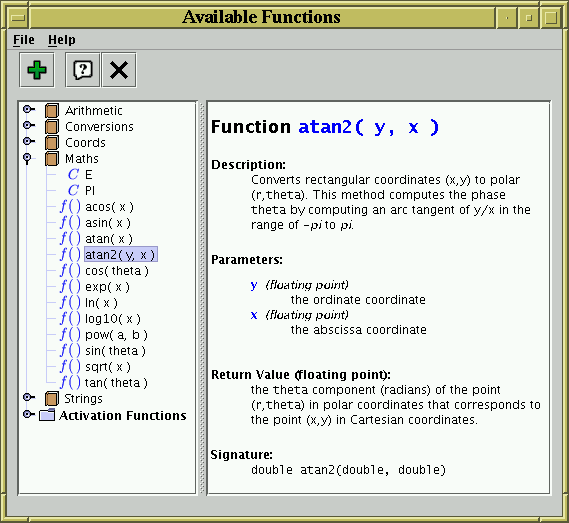 Available Functions
File Help
Arithmetic
Conversions
Coords
Maths
C E
C PI
f() acos( x )
f() asin( x )
f() atan( x )
f() atan2( y, x )
f() cos( theta )
f() exp( x )
f() ln( x )
f() log10( x )
f() pow( a, b )
f() sin( theta )
f() sqrt( x )
f() tan( theta )
Strings
Activation Functions
Function atan2( y, x )
Description:
Converts rectangular coordinates (x,y) to polar
(r,theta). This method computes the phase
theta by computing an arc tangent of y/x in the
range of -pi to pi.
Parameters:
y (floating point)
the ordinate coordinate
x (floating point)
the abscissa coordinate
Return Value (floating point):
the theta component (radians) of the point
(r,theta) in polar coordinates that corresponds to
the point (x,y) in Cartesian coordinates.
Signature:
double atan2(double, double)